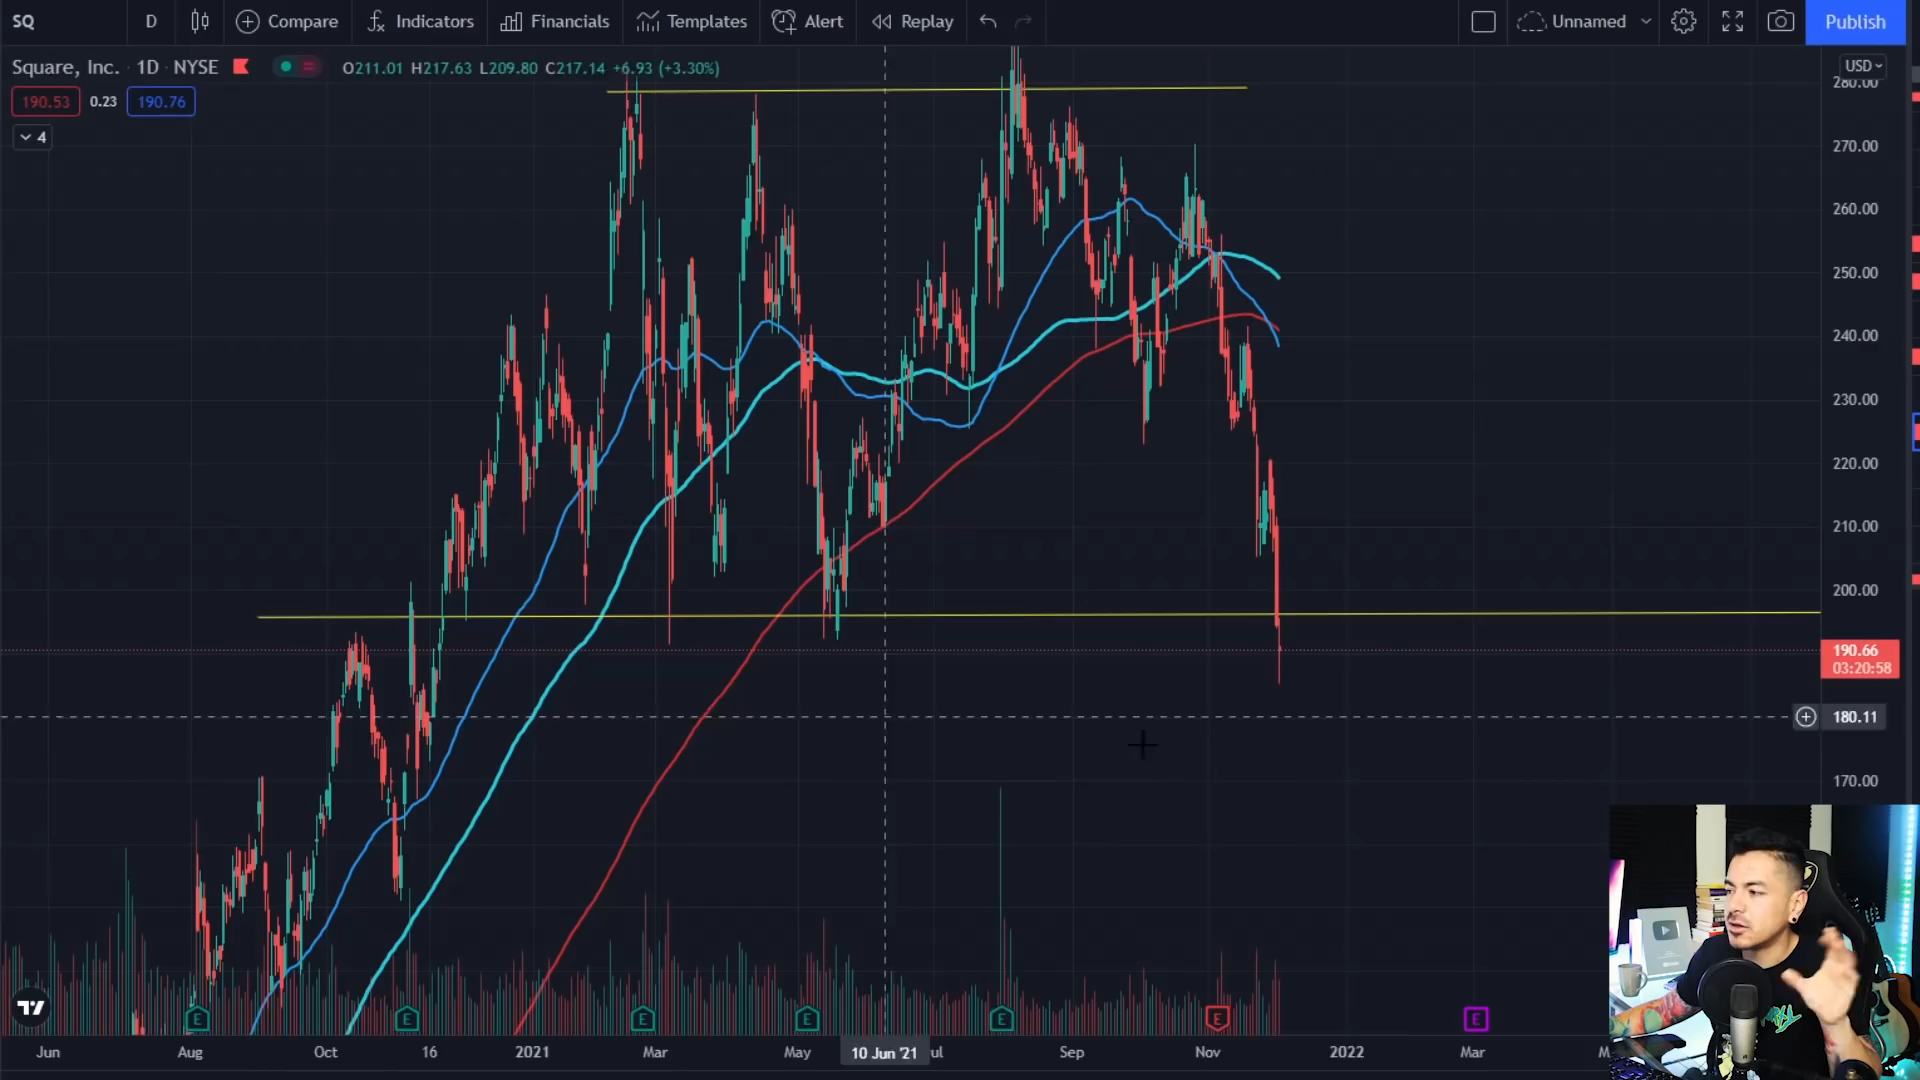 SQ D Compare Indicators Financials Templates Alert Replay Unnamed Publish
Square, Inc. 1D NYSE O211.01 H217.63 L209.80 C217.14 +6.93 (+3.30%)
USD
190.53 0.23 190.76
4
280.00
270.00
260.00
250.00
240.00
230.00
220.00
210.00
200.00
190.66
03:20:58
180.11
170.00
E E E E E E E
Jun Aug Oct 16 2021 Mar May 10 Jun '21 ul Sep Nov 2022 Mar